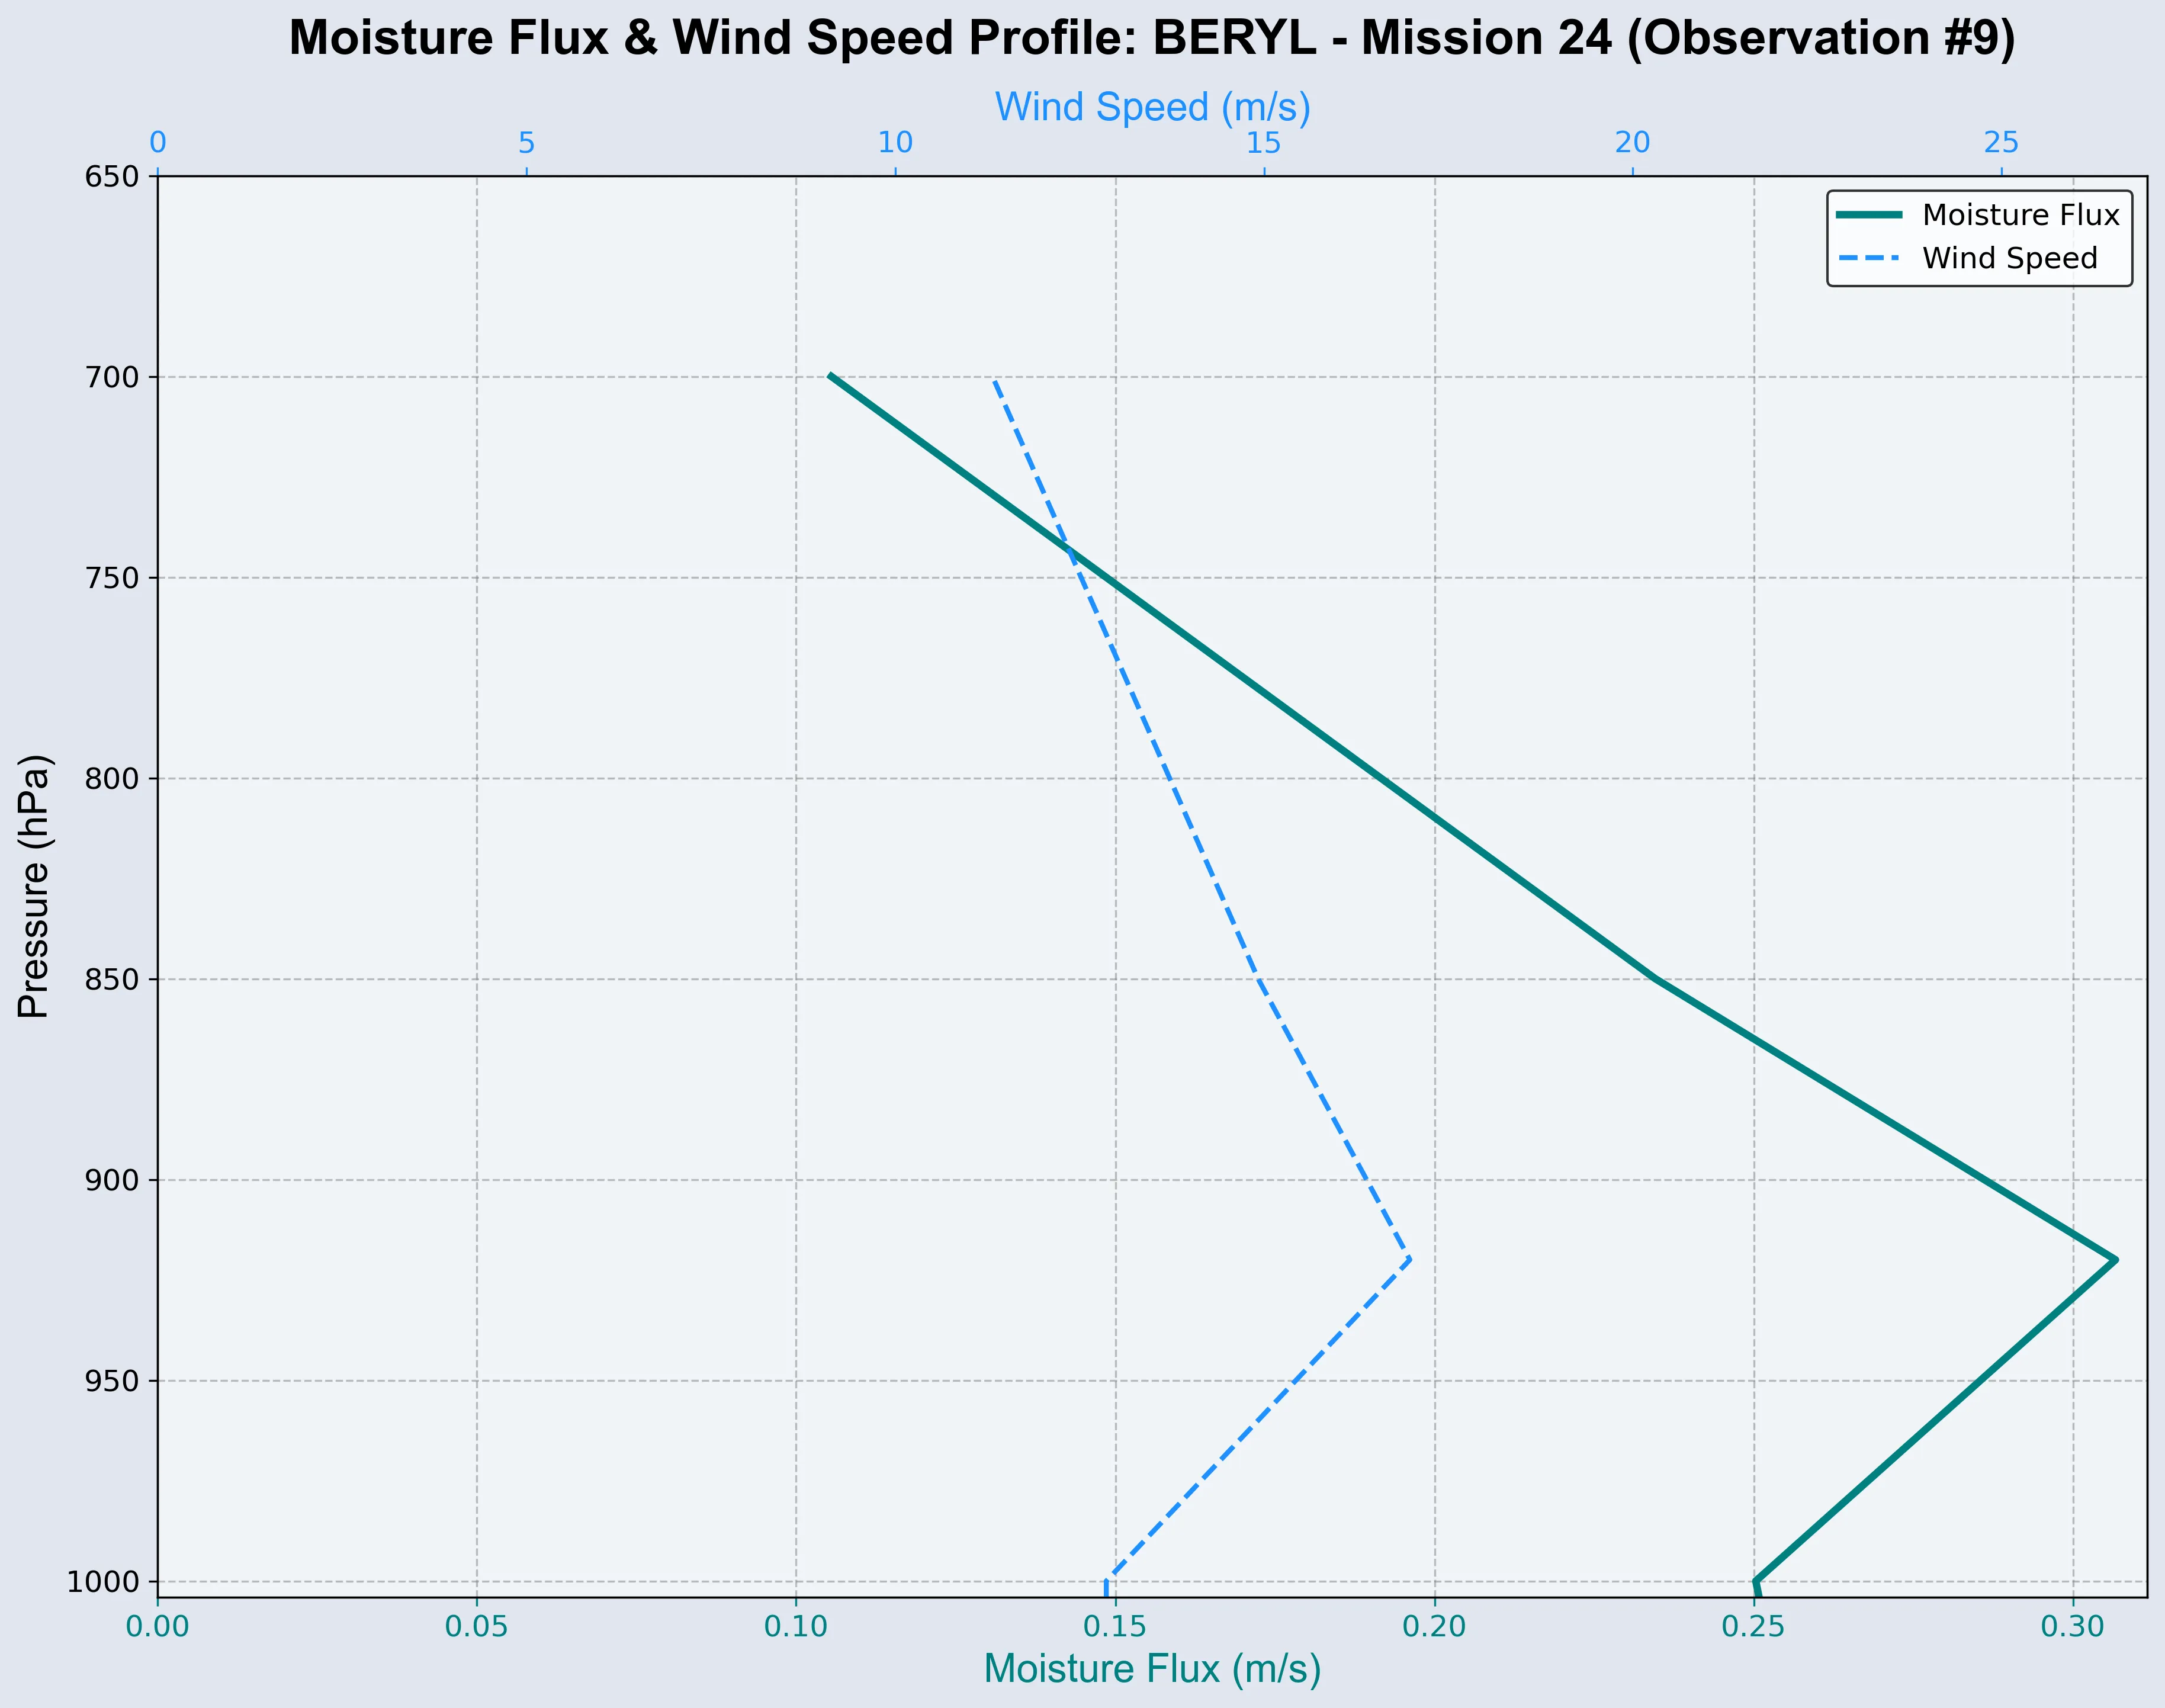 Moisture Flux & Wind Speed Profile: BERYL - Mission 24 (Observation #9)
Wind Speed (m/s)
0 5 10 15 20 25
Moisture Flux
Wind Speed
Pressure (hPa)
650
700
750
800
850
900
950
1000
0.00 0.05 0.10 0.15 0.20 0.25 0.30
Moisture Flux (m/s)